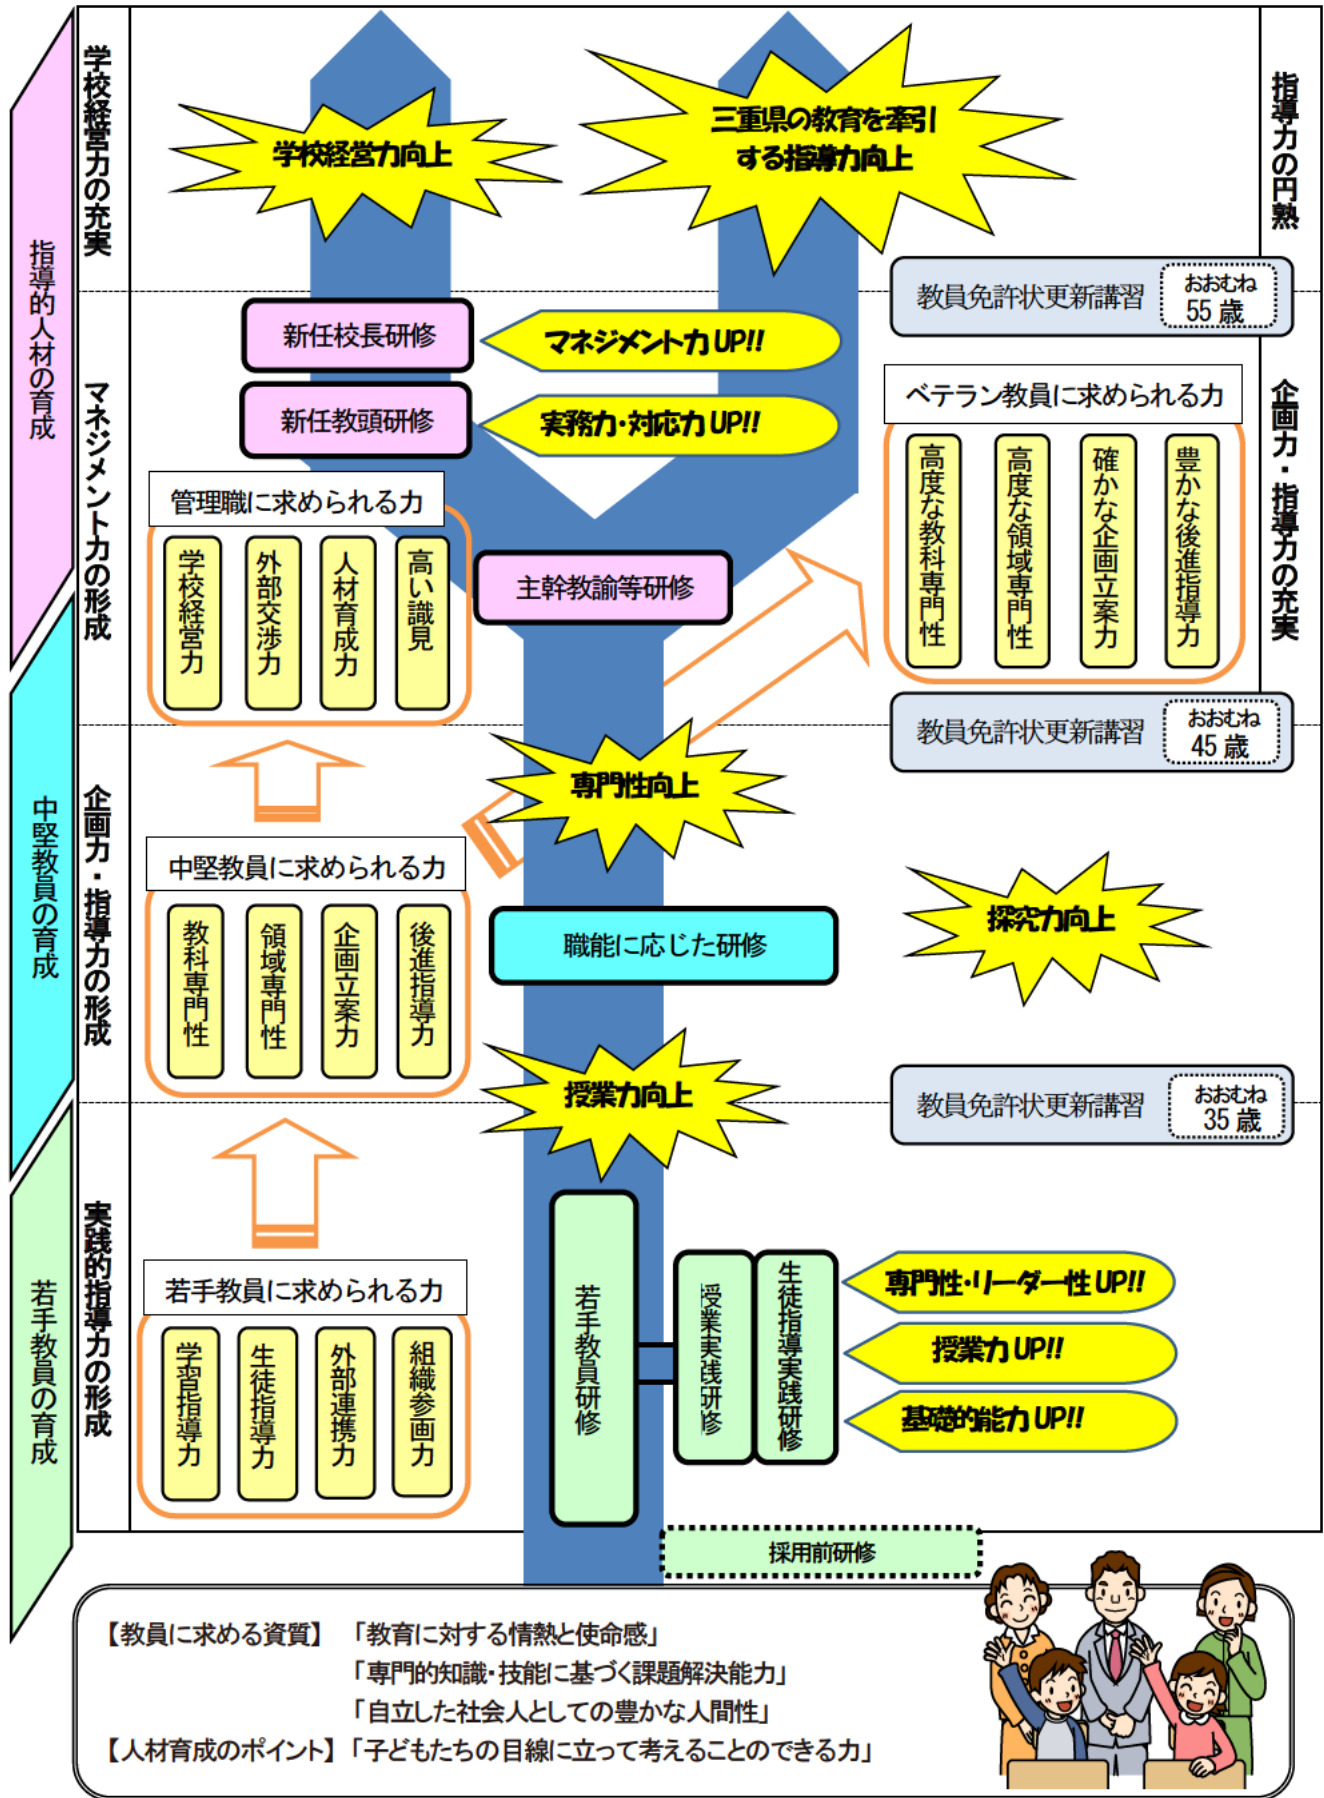 指導的人材の育成
中堅教員の育成
若手教員の育成
学校経営力の充実
マネジメント力の形成
企画力・指導力の形成
実践的指導力の形成
指導力の円熟
企画力・指導力の充実
学校経営力向上
三重県の教育を牽引
する指導力向上
教員免許状更新講習
おおむね
55歳
新任校長研修
マネジメント力UP!!
新任教頭研修
実務力・対応力UP!!
管理職に求められる力
学校経営力
外部交渉力
人材育成力
高い識見
主幹教諭等研修
ベテラン教員に求められる力
高度な教科専門性
高度な領域専門性
確かな企画立案力
豊かな後進指導力
教員免許状更新講習
おおむね
45歳
専門性向上
中堅教員に求められる力
教科専門性
領域専門性
企画立案力
後進指導力
職能に応じた研修
探究力向上
授業力向上
教員免許状更新講習
おおむね
35歳
若手教員に求められる力
学習指導力
生徒指導力
外部連携力
組織参画力
若手教員研修
授業実践研修
生徒指導実践研修
専門性・リーダー性UP!!
授業力UP!!
基礎的能力UP!!
採用前研修
【教員に求める資質】 「教育に対する情熱と使命感」
「専門的知識・技能に基づく課題解決能力」
「自立した社会人としての豊かな人間性」
【人材育成のポイント】「子どもたちの目線に立って考えることのできる力」